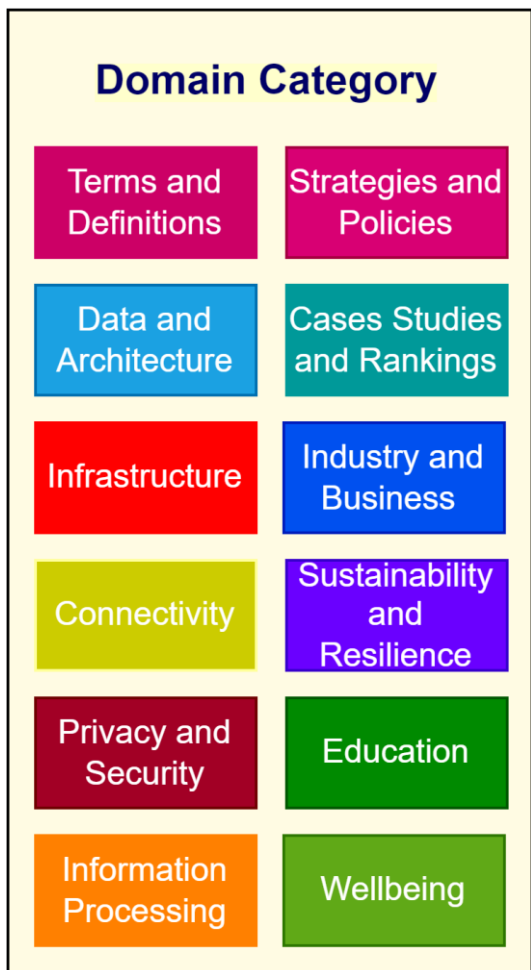 Domain Category
Terms and
Definitions
Strategies and
Policies
Data and
Architecture
Cases Studies
and Rankings
Infrastructure
Industry and
Business
Connectivity
Sustainability
and
Resilience
Privacy and
Security
Education
Information
Processing
Wellbeing